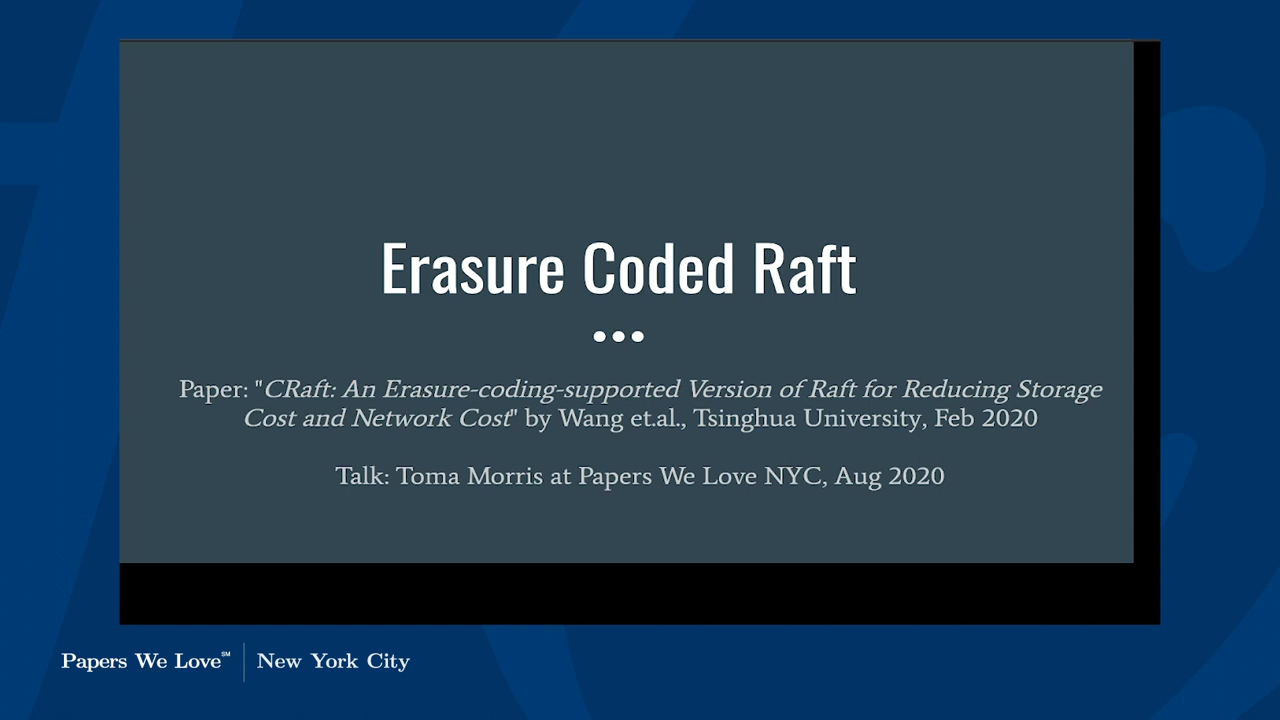 Erasure Coded Raft
Paper: "CRaft: An Erasure-coding-supported Version of Raft for Reducing Storage
Cost and Network Cost" by Wang et.al., Tsinghua University, Feb 2020
Talk: Toma Morris at Papers We Love NYC, Aug 2020
Papers We Love℠ | New York City